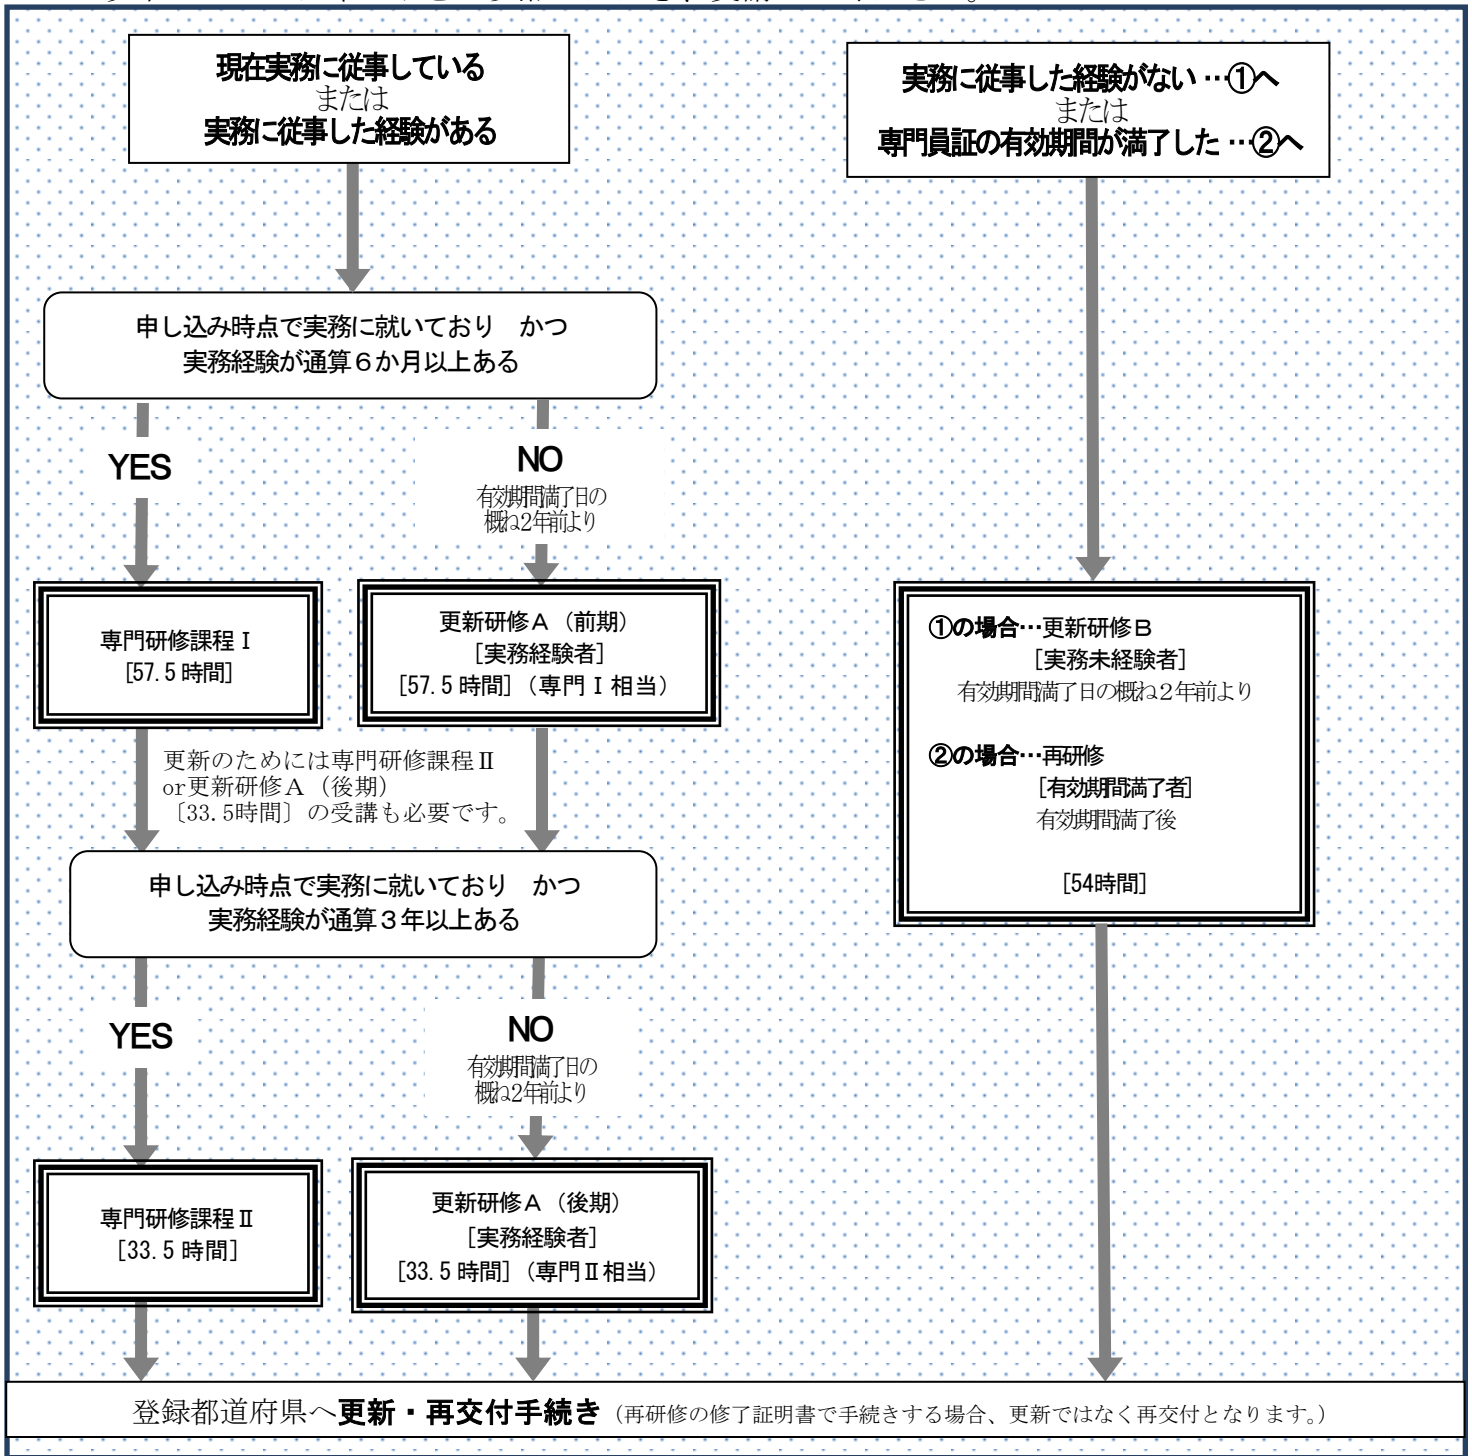 現在実務に従事している
または
実務に従事した経験がある
実務に従事した経験がない …①へ
または
専門員証の有効期間が満了した …②へ
申し込み時点で実務に就いており　かつ
実務経験が通算６か月以上ある
YES
NO
有効期間満了日の
概ね2年前より
専門研修課程Ⅰ
[57.5 時間]
更新研修Ａ（前期）
[実務経験者]
[57.5 時間]（専門Ⅰ相当）
①の場合…更新研修Ｂ
[実務未経験者]
有効期間満了日の概ね２年前より
②の場合…再研修
[有効期間満了者]
有効期間満了後
[54時間]
更新のためには専門研修課程Ⅱ
or更新研修Ａ（後期）
〔33.5時間〕の受講も必要です。
申し込み時点で実務に就いており　かつ
実務経験が通算３年以上ある
YES
NO
有効期間満了日の
概ね2年前より
専門研修課程Ⅱ
[33.5 時間]
更新研修Ａ（後期）
[実務経験者]
[33.5 時間]（専門Ⅱ相当）
登録都道府県へ更新・再交付手続き（再研修の修了証明書で手続きする場合、更新ではなく再交付となります。）